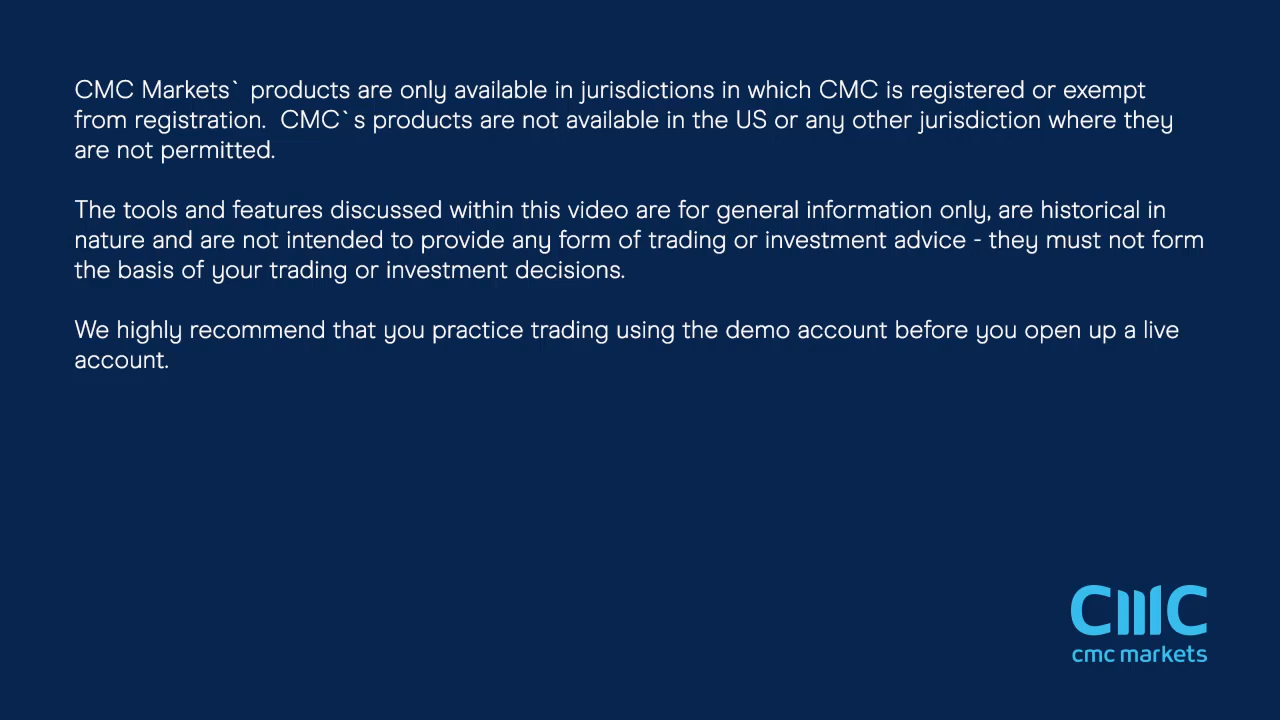 CMC Markets` products are only available in jurisdictions in which CMC is registered or exempt
from registration.  CMC`s products are not available in the US or any other jurisdiction where they
are not permitted.
The tools and features discussed within this video are for general information only, are historical in
nature and are not intended to provide any form of trading or investment advice - they must not form
the basis of your trading or investment decisions.
We highly recommend that you practice trading using the demo account before you open up a live
account.
CMC
cmc markets